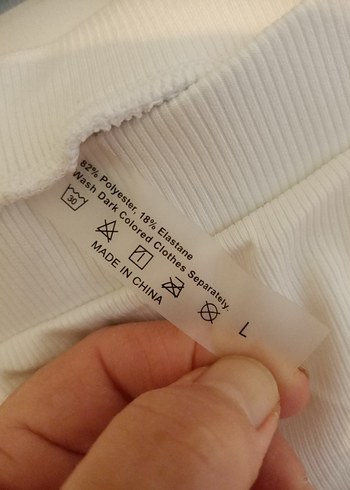 82% Polyester, 18% Elastane
Wash Dark Colored Clothes Separately.
30
MADE IN CHINA
L